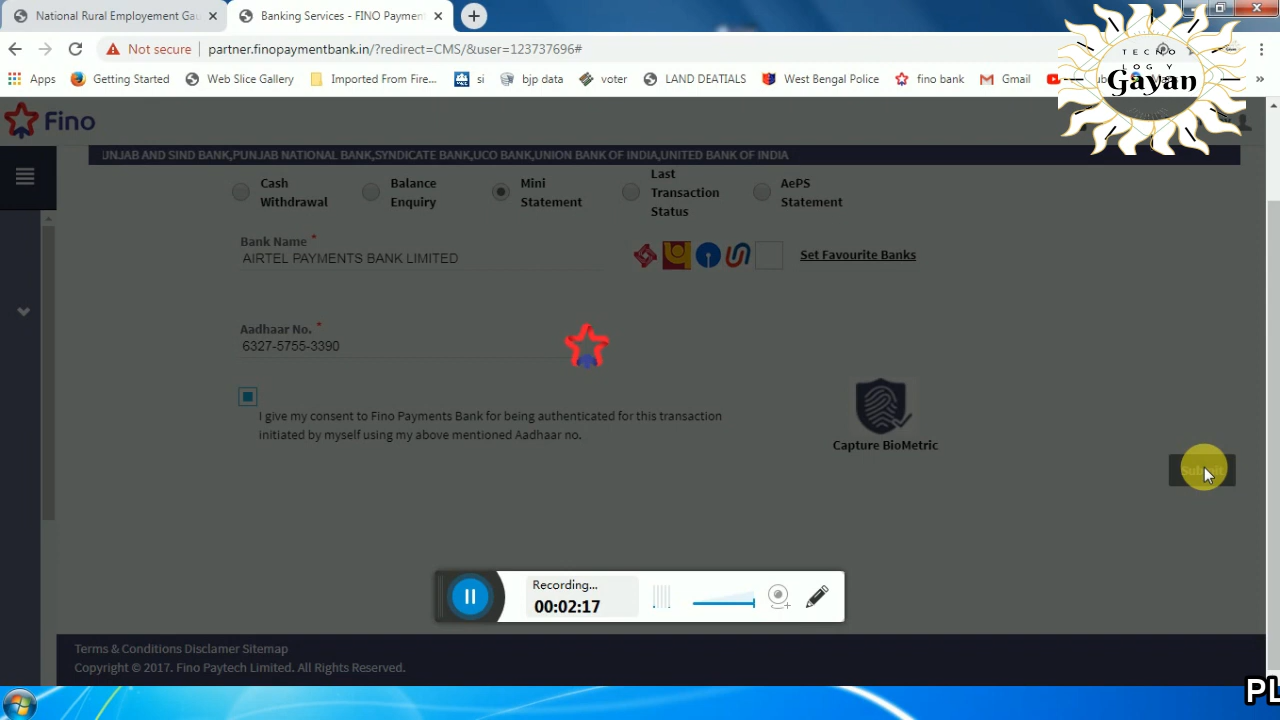 National Rural Employement Gau
Banking Services - FINO Paymen
Not secure
partner.finopaymentbank.in/?redirect=CMS/&user=123737696#
Apps
Getting Started
Web Slice Gallery
Imported From Fire...
si
bjp data
voter
LAND DEATIALS
West Bengal Police
fino bank
Gmail
TECNO
LOGY
Gayan
Fino
UNJAB AND SIND BANK,PUNJAB NATIONAL BANK,SYNDICATE BANK,UCO BANK,UNION BANK OF INDIA,UNITED BANK OF INDIA
Cash
Withdrawal
Balance
Enquiry
Mini
Statement
Last
Transaction
Status
AePS
Statement
Bank Name *
AIRTEL PAYMENTS BANK LIMITED
Set Favourite Banks
Aadhaar No. *
6327-5755-3390
I give my consent to Fino Payments Bank for being authenticated for this transaction
initiated by myself using my above mentioned Aadhaar no.
Capture BioMetric
Submit
Recording...
00:02:17
Terms & Conditions Disclamer Sitemap
Copyright © 2017. Fino Paytech Limited. All Rights Reserved.
PL